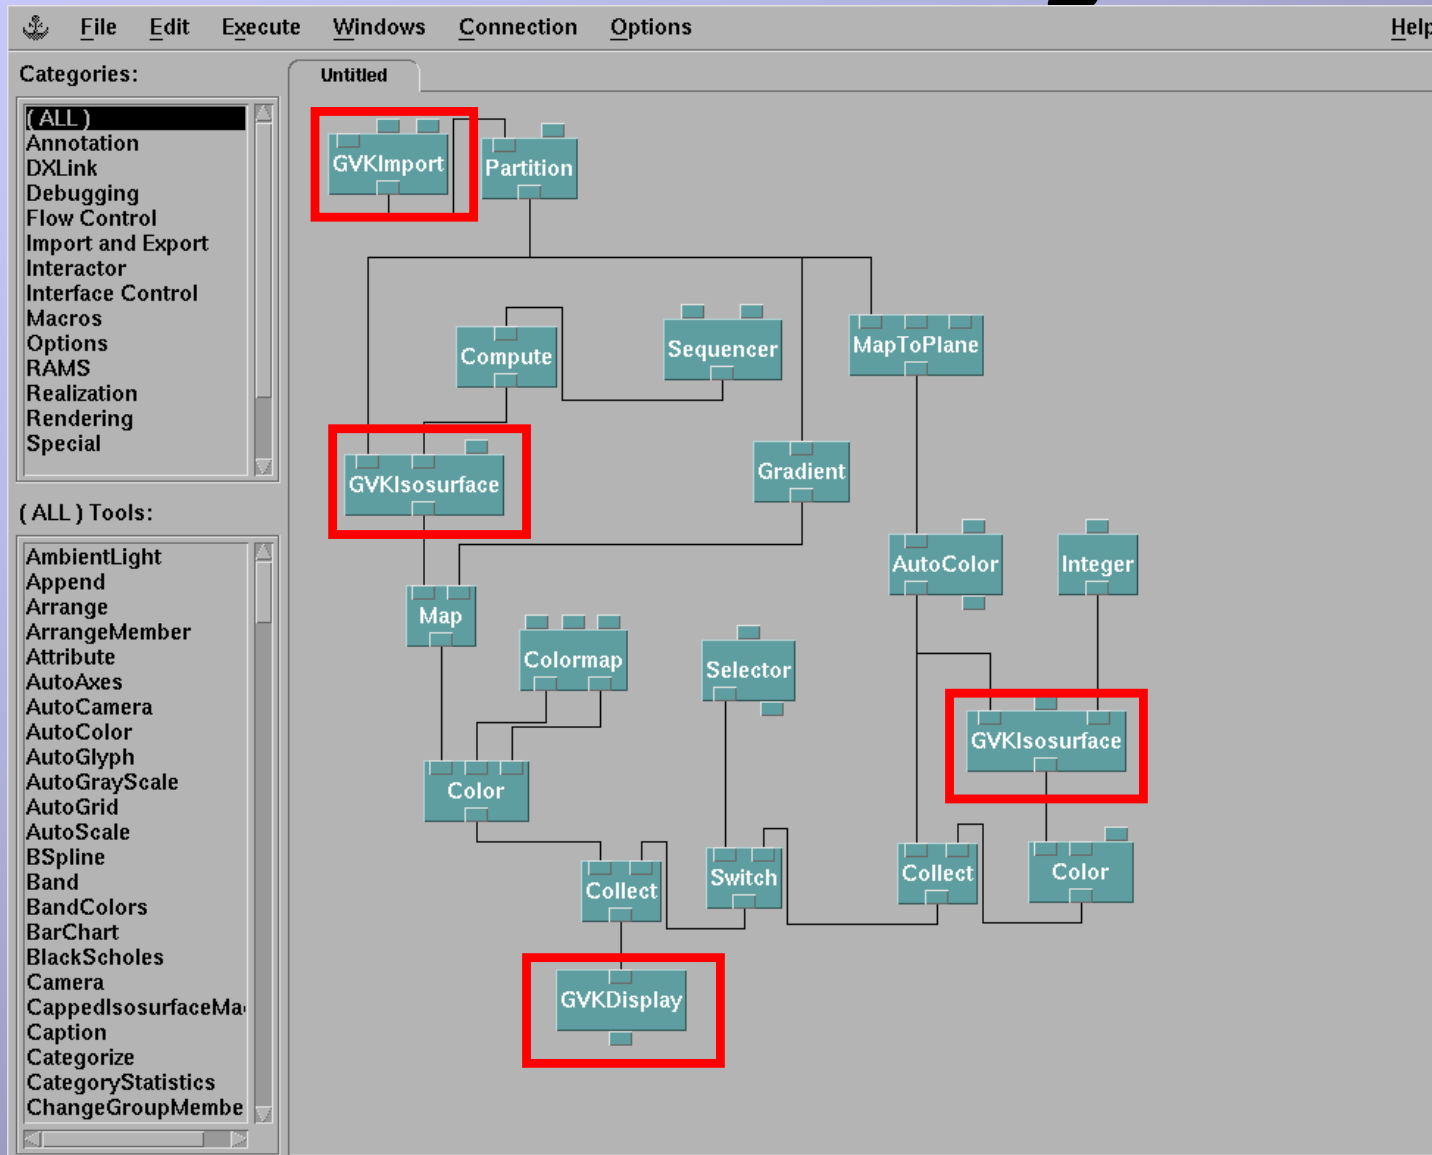 File Edit Execute Windows Connection Options Help
Categories:
Untitled
( ALL )
Annotation
DXLink
Debugging
Flow Control
Import and Export
Interactor
Interface Control
Macros
Options
RAMS
Realization
Rendering
Special
( ALL ) Tools:
AmbientLight
Append
Arrange
ArrangeMember
Attribute
AutoAxes
AutoCamera
AutoColor
AutoGlyph
AutoGrayScale
AutoGrid
AutoScale
BSpline
Band
BandColors
BarChart
BlackScholes
Camera
CappedIsosurfaceMa
Caption
Categorize
CategoryStatistics
ChangeGroupMembe
GVKImport
Partition
Compute
Sequencer
MapToPlane
GVKIsosurface
Gradient
AutoColor
Integer
Map
Colormap
Selector
GVKIsosurface
Color
Collect
Switch
Collect
Color
GVKDisplay